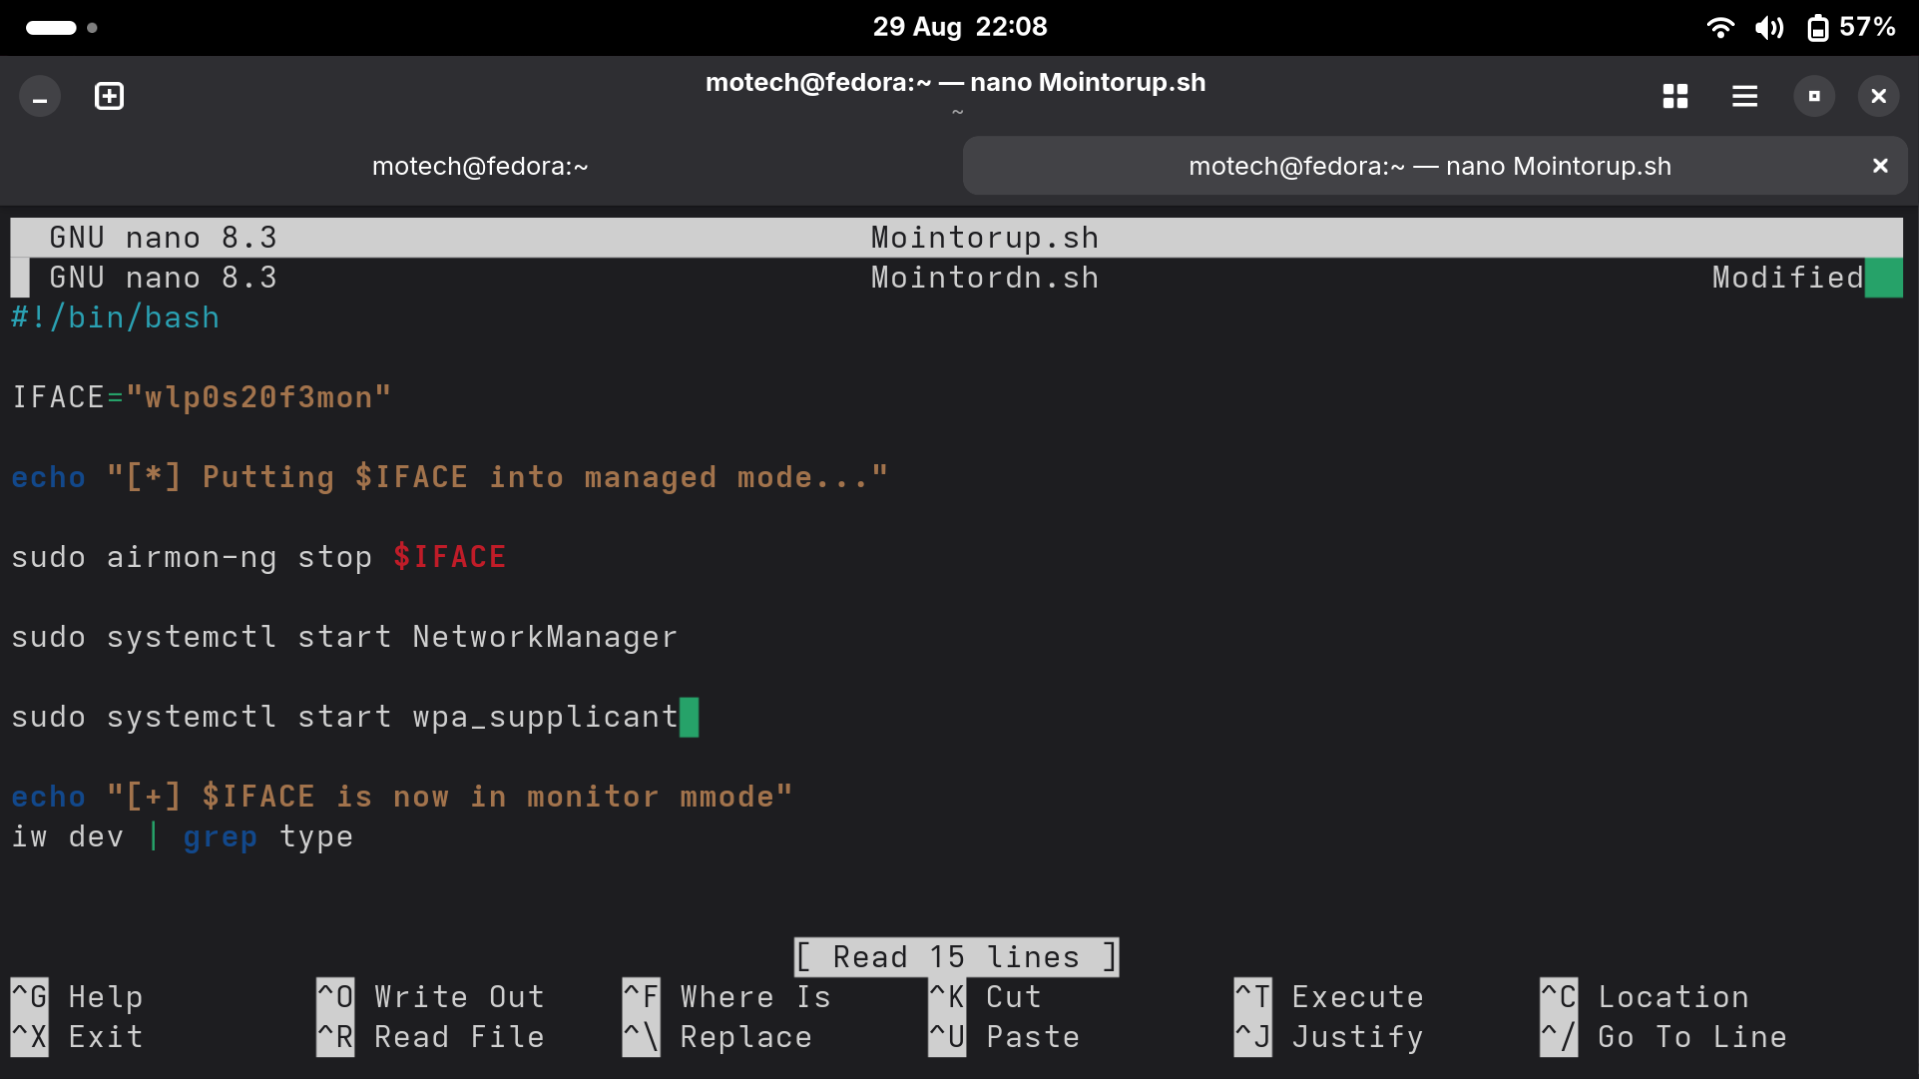 29 Aug 22:08
57%
motech@fedora:~ — nano Mointorup.sh
~
motech@fedora:~
motech@fedora:~ — nano Mointorup.sh
GNU nano 8.3 Mointorup.sh
GNU nano 8.3 Mointordn.sh Modified
#!/bin/bash
IFACE="wlp0s20f3mon"
echo "[*] Putting $IFACE into managed mode..."
sudo airmon-ng stop $IFACE
sudo systemctl start NetworkManager
sudo systemctl start wpa_supplicant
echo "[+] $IFACE is now in monitor mmode"
iw dev | grep type
[ Read 15 lines ]
^G Help ^O Write Out ^F Where Is ^K Cut ^T Execute ^C Location
^X Exit ^R Read File ^\ Replace ^U Paste ^J Justify ^/ Go To Line